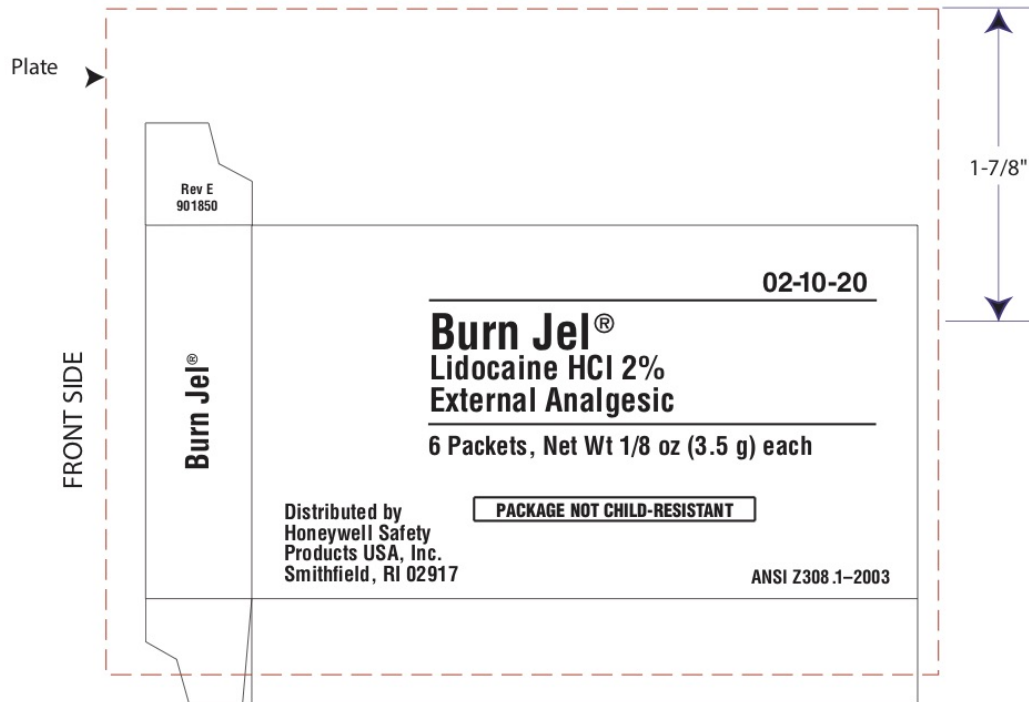 Plate
1-7/8"
Rev E
901850
FRONT SIDE
Burn Jel®
02-10-20
Burn Jel®
Lidocaine HCl 2%
External Analgesic
6 Packets, Net Wt 1/8 oz (3.5 g) each
PACKAGE NOT CHILD-RESISTANT
Distributed by
Honeywell Safety
Products USA, Inc.
Smithfield, RI 02917
ANSI Z308.1–2003